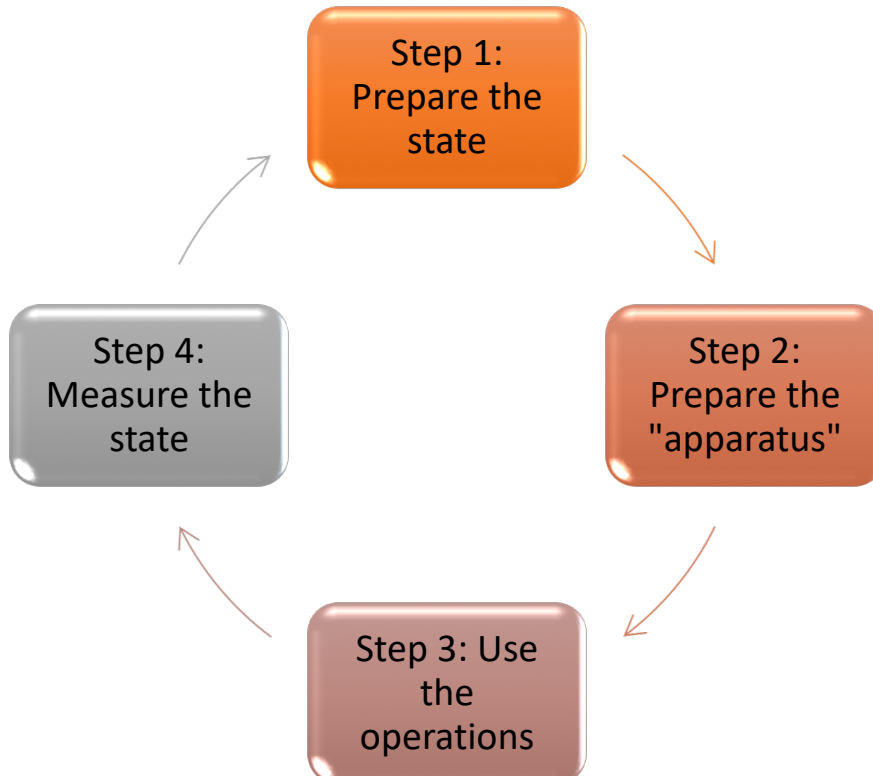 Step 1:
Prepare the
state
Step 2:
Prepare the
"apparatus"
Step 3: Use
the
operations
Step 4:
Measure the
state